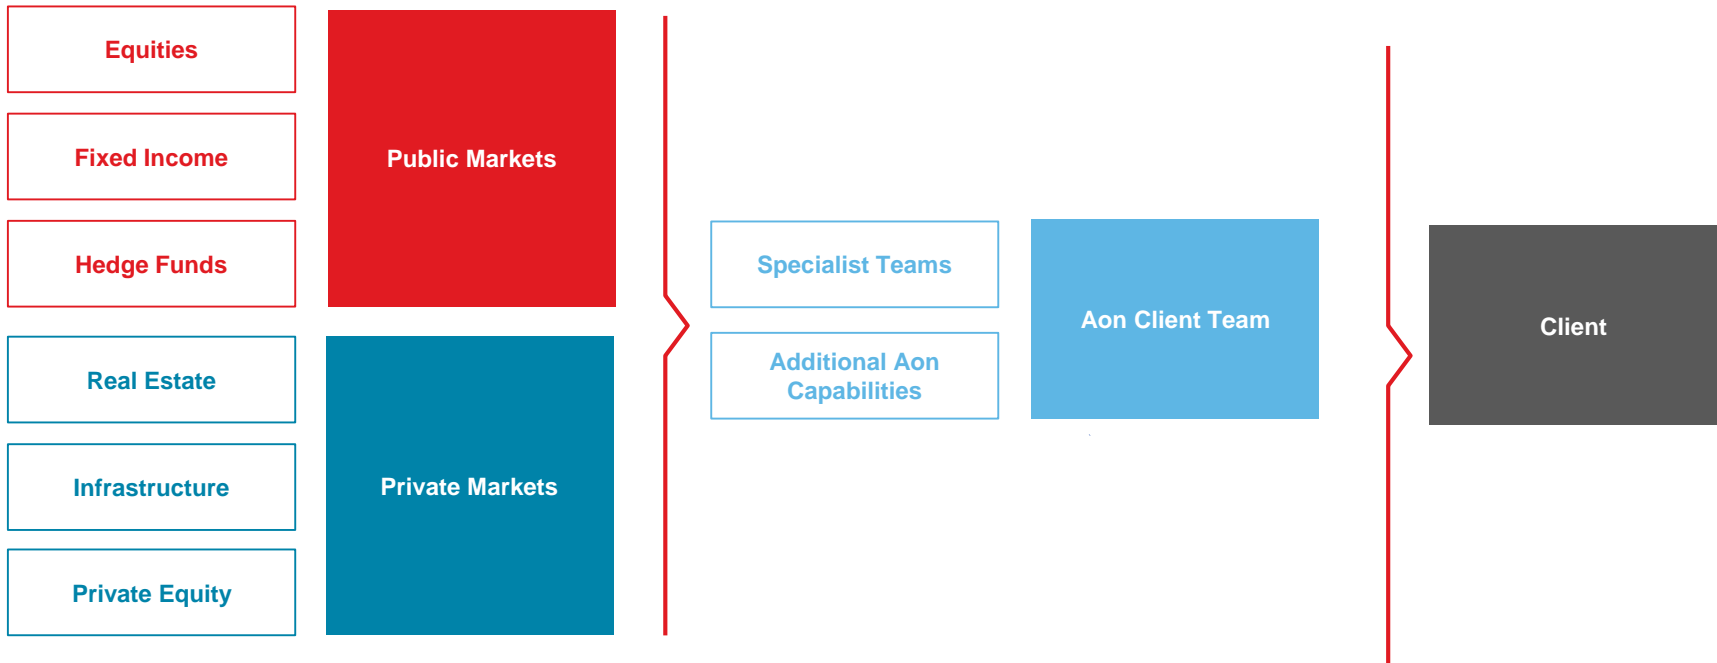 Equities
Fixed Income
Public Markets
Hedge Funds
Real Estate
Infrastructure
Private Markets
Private Equity
Specialist Teams
Additional Aon
Capabilities
Aon Client Team
Client